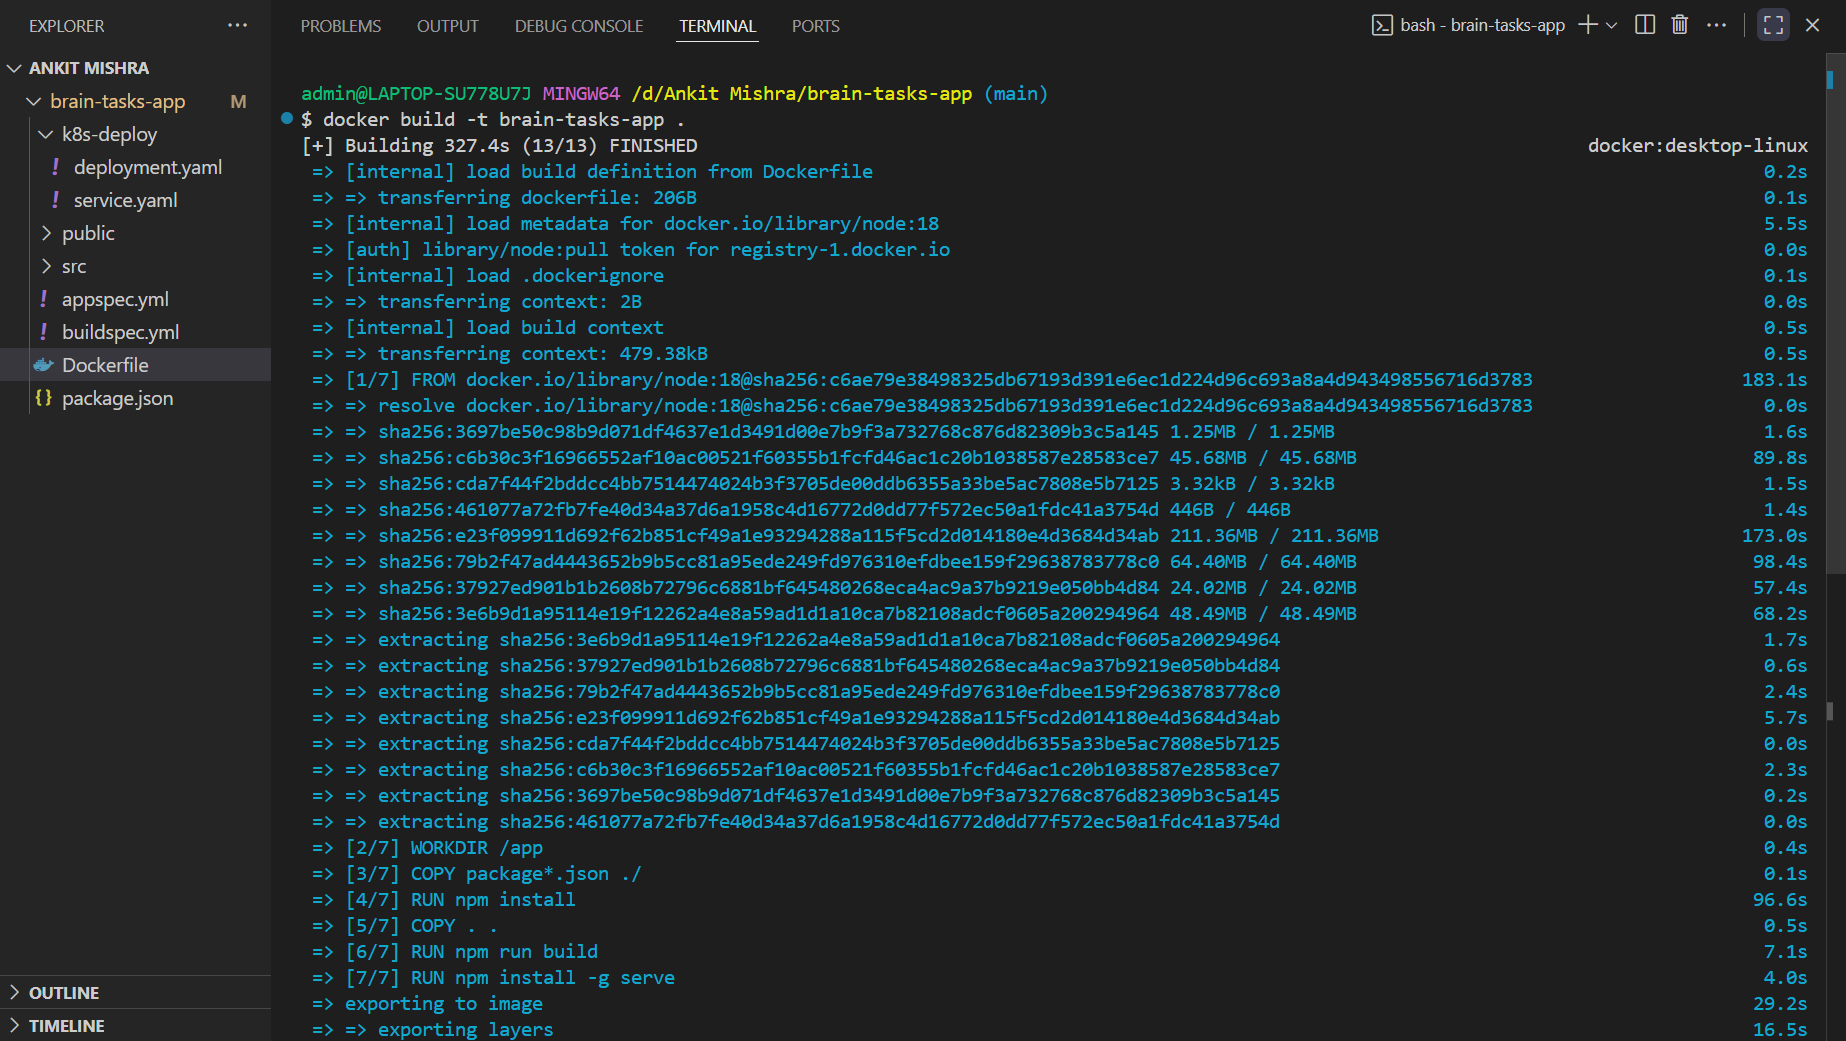 EXPLORER
ANKIT MISHRA
brain-tasks-app M
k8s-deploy
! deployment.yaml
! service.yaml
public
src
! appspec.yml
! buildspec.yml
Dockerfile
{} package.json
OUTLINE
TIMELINE
PROBLEMS OUTPUT DEBUG CONSOLE TERMINAL PORTS
bash - brain-tasks-app
admin@LAPTOP-SU778U7J MINGW64 /d/Ankit Mishra/brain-tasks-app (main)
$ docker build -t brain-tasks-app .
[+] Building 327.4s (13/13) FINISHED docker:desktop-linux
=> [internal] load build definition from Dockerfile 0.2s
=> => transferring dockerfile: 206B 0.1s
=> [internal] load metadata for docker.io/library/node:18 5.5s
=> [auth] library/node:pull token for registry-1.docker.io 0.0s
=> [internal] load .dockerignore 0.1s
=> => transferring context: 2B 0.0s
=> [internal] load build context 0.5s
=> => transferring context: 479.38kB 0.5s
=> [1/7] FROM docker.io/library/node:18@sha256:c6ae79e38498325db67193d391e6ec1d224d96c693a8a4d943498556716d3783 183.1s
=> => resolve docker.io/library/node:18@sha256:c6ae79e38498325db67193d391e6ec1d224d96c693a8a4d943498556716d3783 0.0s
=> => sha256:3697be50c98b9d071df4637e1d3491d00e7b9f3a732768c876d82309b3c5a145 1.25MB / 1.25MB 1.6s
=> => sha256:c6b30c3f16966552af10ac00521f60355b1fcfd46ac1c20b1038587e28583ce7 45.68MB / 45.68MB 89.8s
=> => sha256:cda7f44f2bddcc4bb7514474024b3f3705de00ddb6355a33be5ac7808e5b7125 3.32kB / 3.32kB 1.5s
=> => sha256:461077a72fb7fe40d34a37d6a1958c4d16772d0dd77f572ec50a1fdc41a3754d 446B / 446B 1.4s
=> => sha256:e23f099911d692f62b851cf49a1e93294288a115f5cd2d014180e4d3684d34ab 211.36MB / 211.36MB 173.0s
=> => sha256:79b2f47ad4443652b9b5cc81a95ede249fd976310efdbee159f29638783778c0 64.40MB / 64.40MB 98.4s
=> => sha256:37927ed901b1b2608b72796c6881bf645480268eca4ac9a37b9219e050bb4d84 24.02MB / 24.02MB 57.4s
=> => sha256:3e6b9d1a95114e19f12262a4e8a59ad1d1a10ca7b82108adcf0605a200294964 48.49MB / 48.49MB 68.2s
=> => extracting sha256:3e6b9d1a95114e19f12262a4e8a59ad1d1a10ca7b82108adcf0605a200294964 1.7s
=> => extracting sha256:37927ed901b1b2608b72796c6881bf645480268eca4ac9a37b9219e050bb4d84 0.6s
=> => extracting sha256:79b2f47ad4443652b9b5cc81a95ede249fd976310efdbee159f29638783778c0 2.4s
=> => extracting sha256:e23f099911d692f62b851cf49a1e93294288a115f5cd2d014180e4d3684d34ab 5.7s
=> => extracting sha256:cda7f44f2bddcc4bb7514474024b3f3705de00ddb6355a33be5ac7808e5b7125 0.0s
=> => extracting sha256:c6b30c3f16966552af10ac00521f60355b1fcfd46ac1c20b1038587e28583ce7 2.3s
=> => extracting sha256:3697be50c98b9d071df4637e1d3491d00e7b9f3a732768c876d82309b3c5a145 0.2s
=> => extracting sha256:461077a72fb7fe40d34a37d6a1958c4d16772d0dd77f572ec50a1fdc41a3754d 0.0s
=> [2/7] WORKDIR /app 0.4s
=> [3/7] COPY package*.json ./ 0.1s
=> [4/7] RUN npm install 96.6s
=> [5/7] COPY . . 0.5s
=> [6/7] RUN npm run build 7.1s
=> [7/7] RUN npm install -g serve 4.0s
=> exporting to image 29.2s
=> => exporting layers 16.5s